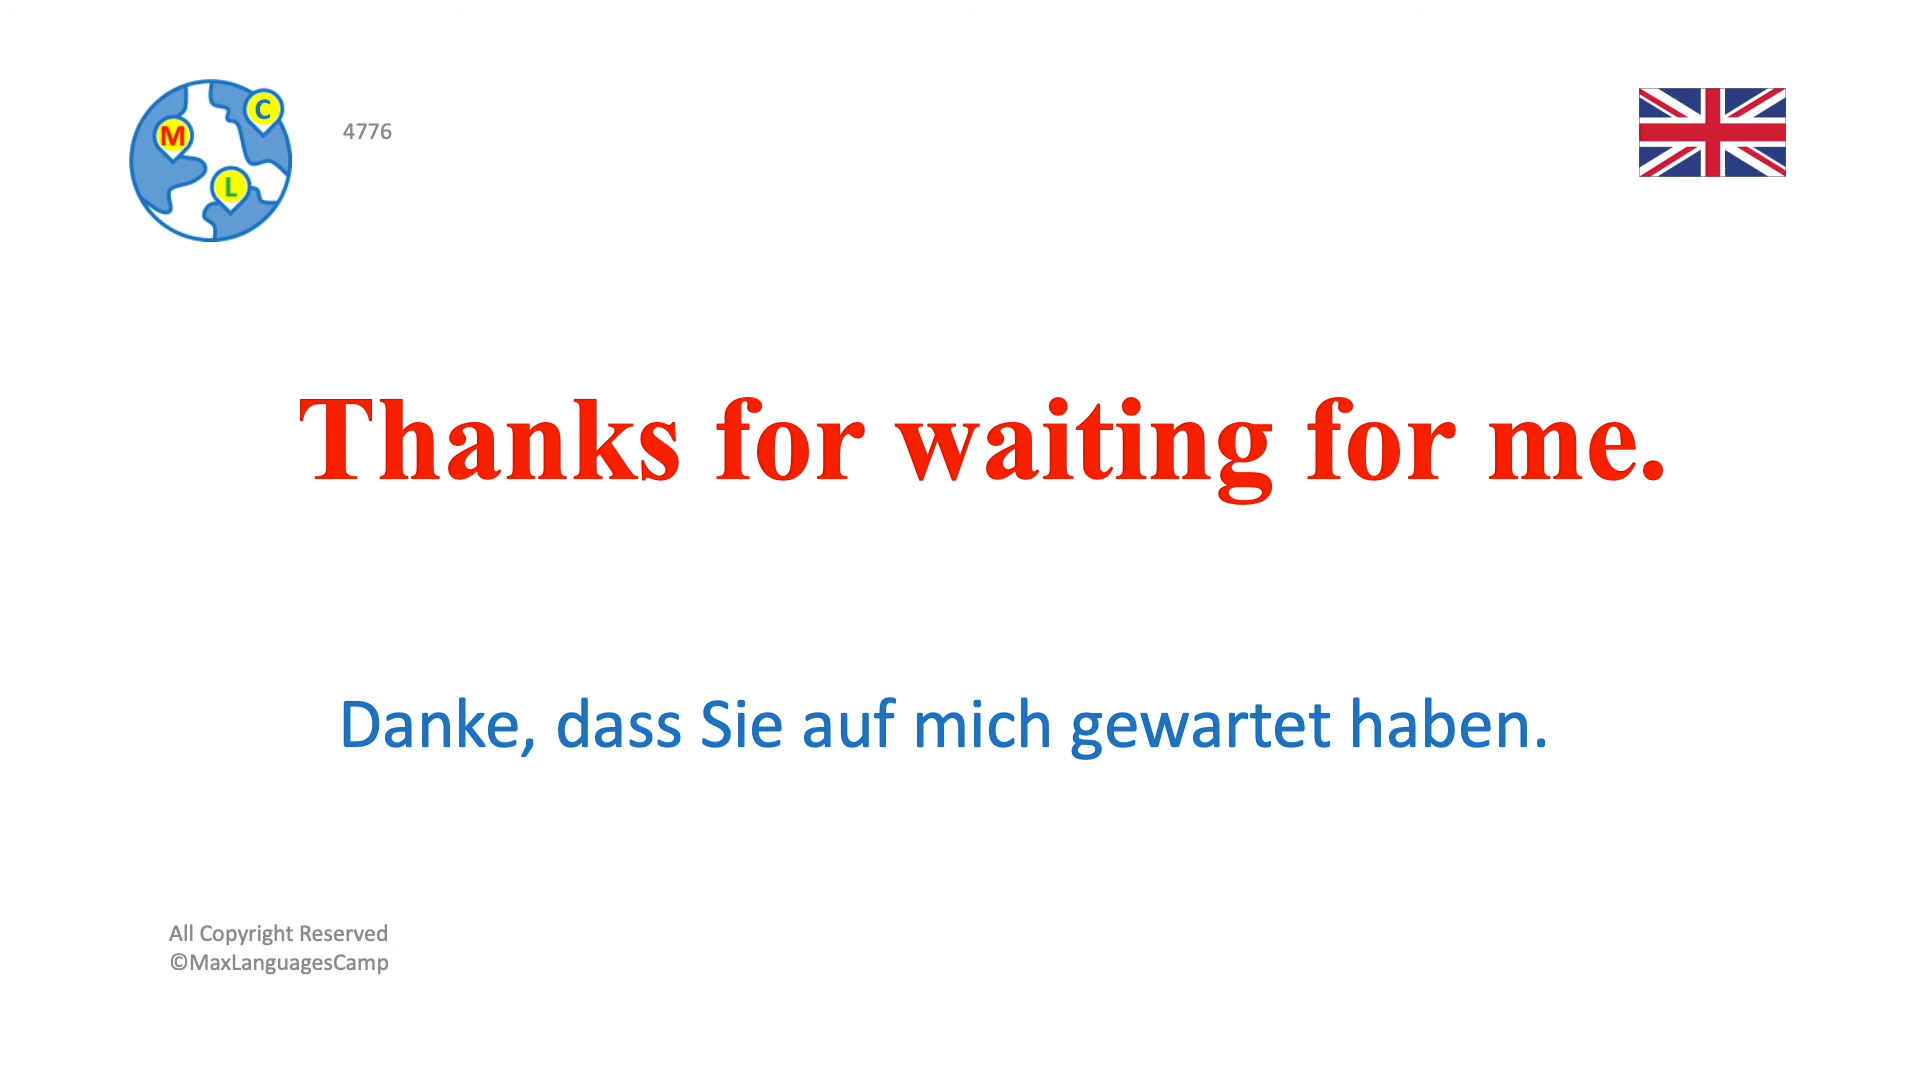 C
M
L
4776
Thanks for waiting for me.
Danke, dass Sie auf mich gewartet haben.
All Copyright Reserved
©MaxLanguagesCamp